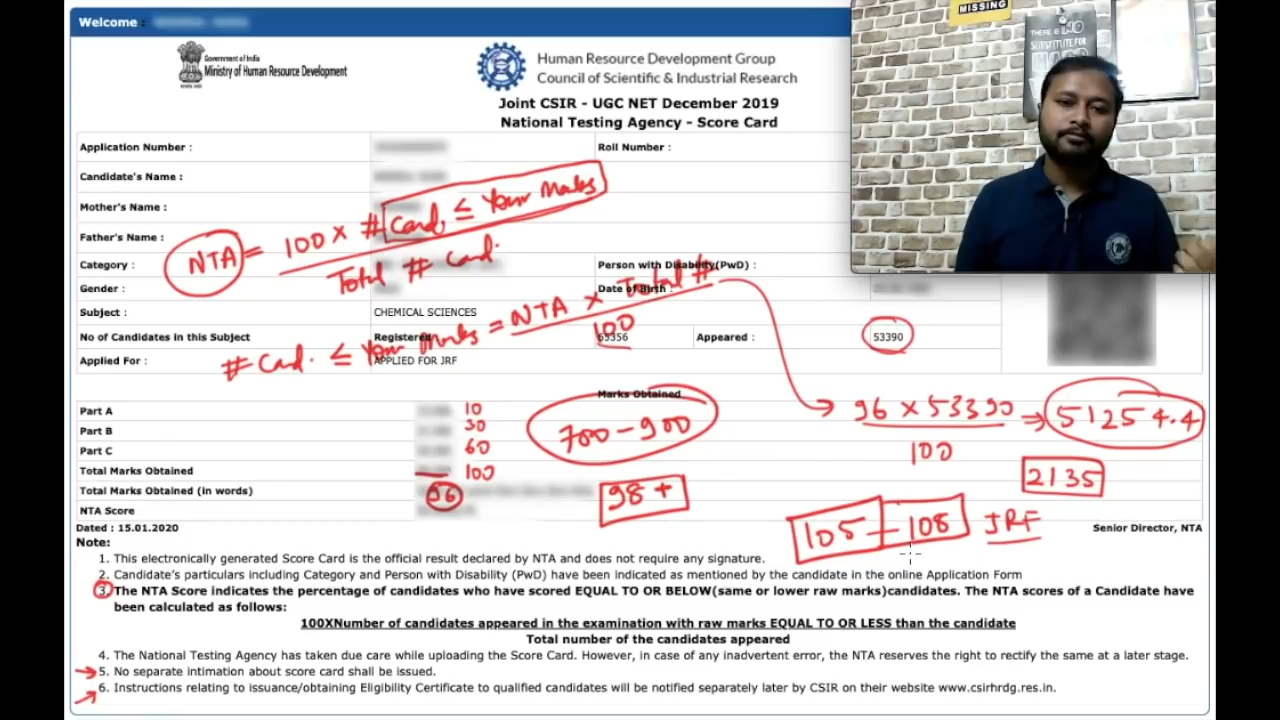 Welcome :
MISSING
THERE IS NO
SUBSTITUTE FOR
Government of India
Ministry of Human Resource Development
Human Resource Development Group
Council of Scientific & Industrial Research
Joint CSIR - UGC NET December 2019
National Testing Agency - Score Card
Application Number :
Roll Number :
Candidate's Name :
Mother's Name :
Father's Name :
NTA = 100 × # Cand. ≤ Your Marks
Total # Cand.
Category :
Person with Disability(PwD) :
Gender :
Date of Birth :
Subject : CHEMICAL SCIENCES
# Cand. ≤ Your Marks = NTA × Total #
100
No of Candidates in this Subject Registered 65356 Appeared : 53390
Applied For : APPLIED FOR JRF
Marks Obtained
Part A 10
Part B 30
Part C 60
Total Marks Obtained 100
Total Marks Obtained (in words)
NTA Score
96
700-900
98 +
96 × 53390
100
51254.4
2135
105 - 108 JRF
Dated : 15.01.2020
Senior Director, NTA
Note:
1. This electronically generated Score Card is the official result declared by NTA and does not require any signature.
2. Candidate's particulars including Category and Person with Disability (PwD) have been indicated as mentioned by the candidate in the online Application Form
3. The NTA Score indicates the percentage of candidates who have scored EQUAL TO OR BELOW(same or lower raw marks)candidates. The NTA scores of a Candidate have
been calculated as follows:
100XNumber of candidates appeared in the examination with raw marks EQUAL TO OR LESS than the candidate
Total number of the candidates appeared
4. The National Testing Agency has taken due care while uploading the Score Card. However, in case of any inadvertent error, the NTA reserves the right to rectify the same at a later stage.
5. No separate intimation about score card shall be issued.
6. Instructions relating to issuance/obtaining Eligibility Certificate to qualified candidates will be notified separately later by CSIR on their website www.csirhrdg.res.in.